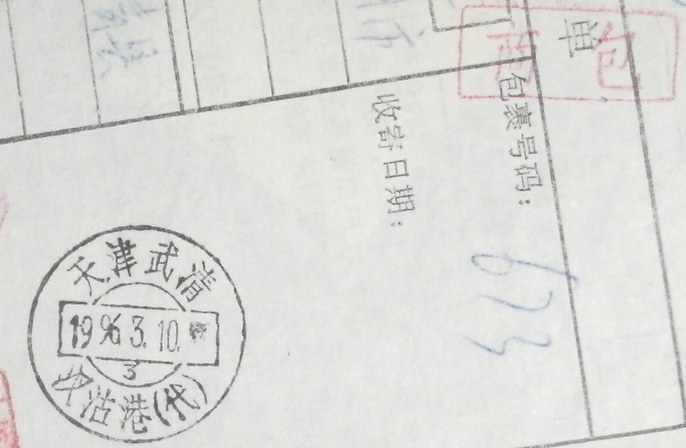 单
包裹号码：
673
收寄日期：
天津武清
1996.3.10.
3
汊沽港(代)